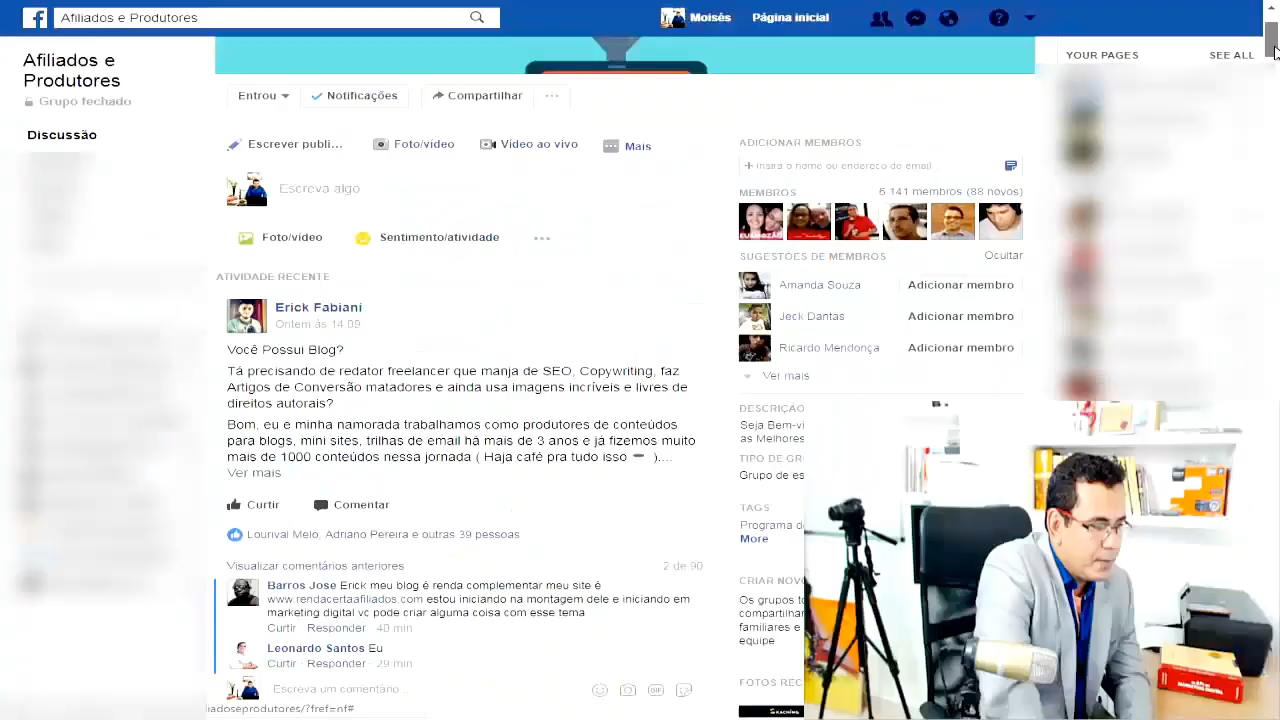 Afiliados e Produtores
Moisés
Página inicial
Afiliados e
Produtores
Grupo fechado
Discussão
YOUR PAGES
SEE ALL
Entrou
Notificações
Compartilhar
Escrever publi...
Foto/vídeo
Vídeo ao vivo
Mais
Escreva algo
Foto/vídeo
Sentimento/atividade
ATIVIDADE RECENTE
Erick Fabiani
Ontem às 14:09
Você Possui Blog?
Tá precisando de redator freelancer que manja de SEO, Copywriting, faz
Artigos de Conversão matadores e ainda usa imagens incríveis e livres de
direitos autorais?
Bom, eu e minha namorada trabalhamos como produtores de conteúdos
para blogs, mini sites, trilhas de email há mais de 3 anos e já fizemos muito
mais de 1000 conteúdos nessa jornada ( Haja café pra tudo isso ☕ )....
Ver mais
Curtir
Comentar
Lourival Melo, Adriano Pereira e outras 39 pessoas
Visualizar comentários anteriores
2 de 90
Barros Jose Erick meu blog é renda complementar meu site é
www.rendacertaafiliados.com estou iniciando na montagem dele e iniciando em
marketing digital vc pode criar alguma coisa com esse tema
Curtir · Responder · 40 min
Leonardo Santos Eu
Curtir · Responder · 29 min
Escreva um comentário...
iadoseprodutores/?fref=nf#
ADICIONAR MEMBROS
+ Insira o nome ou endereço de email
MEMBROS
6.141 membros (88 novos)
SUGESTÕES DE MEMBROS
Ocultar
Amanda Souza
Adicionar membro
Jeck Dantas
Adicionar membro
Ricardo Mendonça
Adicionar membro
Ver mais
DESCRIÇÃO
Seja Bem-vi
as Melhores
TIPO DE GR
Grupo de es
TAGS
Programa de
More
CRIAR NOVO
Os grupos to
compartilhar
familiares e
equipe
FOTOS REC
KACHING
MARKETING DIGITAL